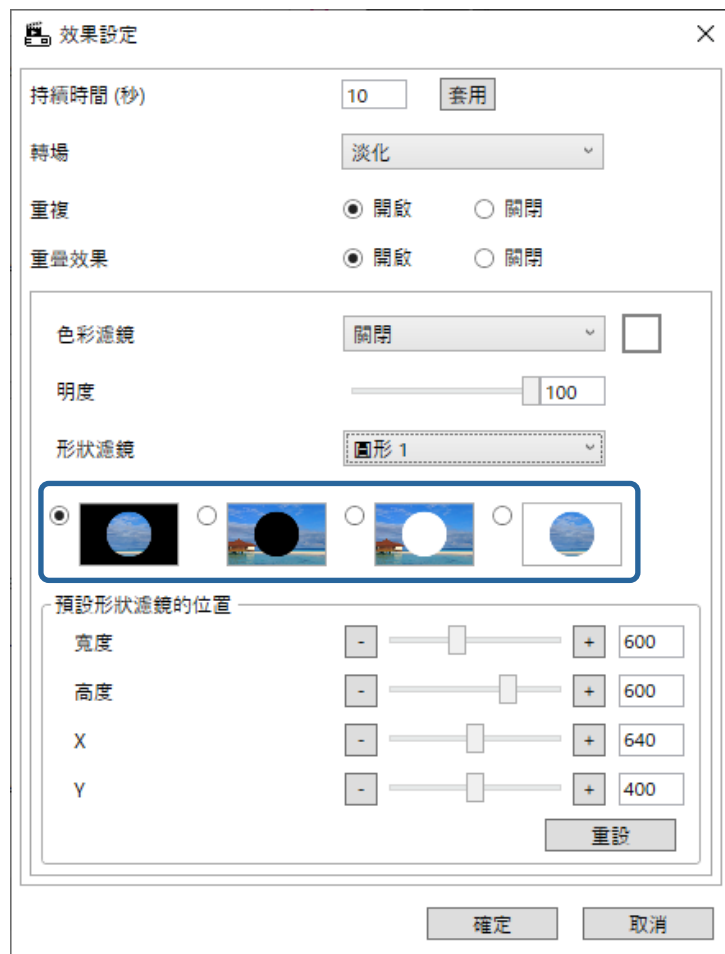 效果設定
持續時間 (秒) 10 套用
轉場 淡化
重複 開啟 關閉
重疊效果 開啟 關閉
色彩濾鏡 關閉
明度 100
形狀濾鏡 圖形 1
預設形狀濾鏡的位置
寬度 - + 600
高度 - + 600
X - + 640
Y - + 400
重設
確定 取消